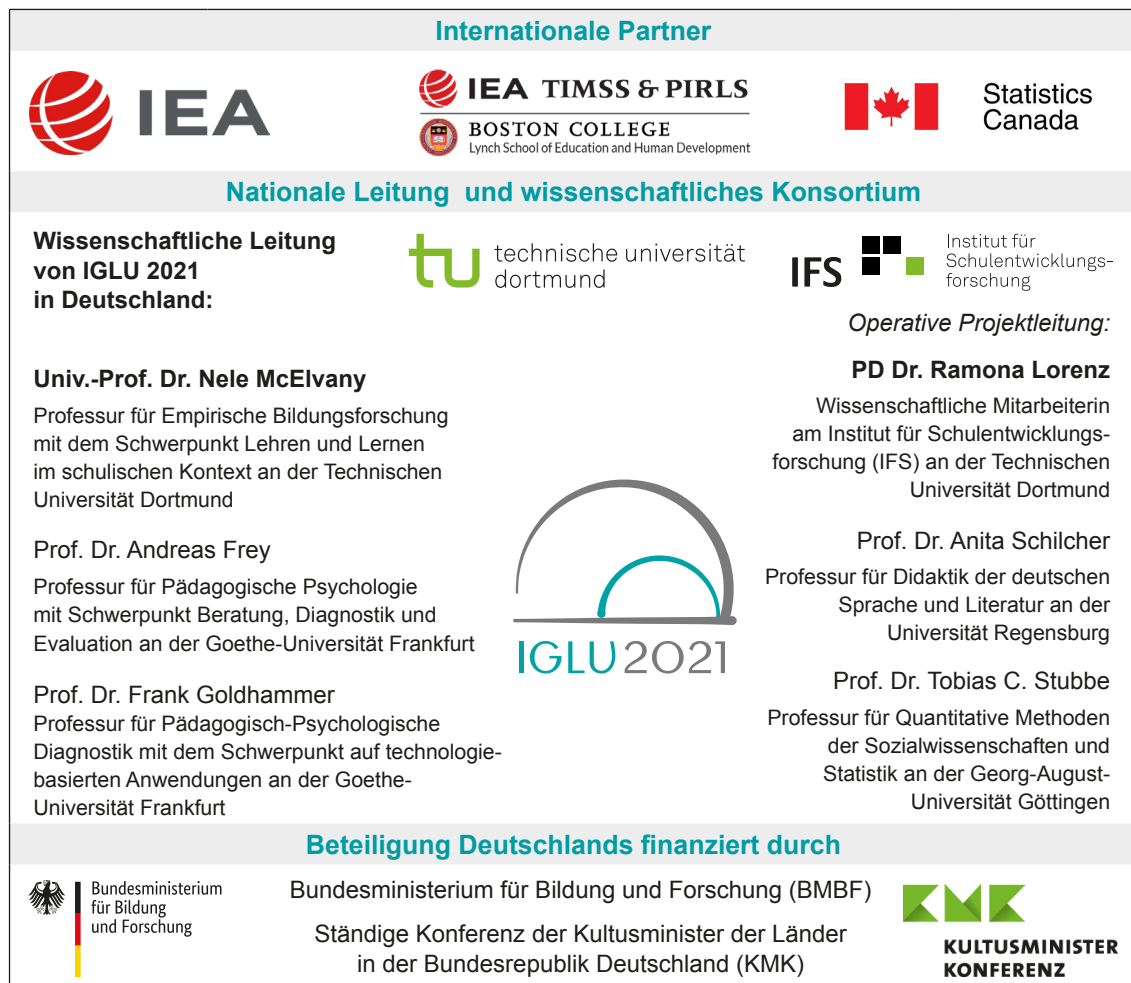 Internationale Partner
IEA
IEA TIMSS & PIRLS
BOSTON COLLEGE
Lynch School of Education and Human Development
Statistics
Canada
Nationale Leitung und wissenschaftliches Konsortium
Wissenschaftliche Leitung
von IGLU 2021
in Deutschland:
tu technische universität
dortmund
IFS
Institut für
Schulentwicklungs-
forschung
Operative Projektleitung:
Univ.-Prof. Dr. Nele McElvany
Professur für Empirische Bildungsforschung
mit dem Schwerpunkt Lehren und Lernen
im schulischen Kontext an der Technischen
Universität Dortmund
PD Dr. Ramona Lorenz
Wissenschaftliche Mitarbeiterin
am Institut für Schulentwicklungs-
forschung (IFS) an der Technischen
Universität Dortmund
Prof. Dr. Andreas Frey
Professur für Pädagogische Psychologie
mit Schwerpunkt Beratung, Diagnostik und
Evaluation an der Goethe-Universität Frankfurt
IGLU 2021
Prof. Dr. Anita Schilcher
Professur für Didaktik der deutschen
Sprache und Literatur an der
Universität Regensburg
Prof. Dr. Frank Goldhammer
Professur für Pädagogisch-Psychologische
Diagnostik mit dem Schwerpunkt auf technologie-
basierten Anwendungen an der Goethe-
Universität Frankfurt
Prof. Dr. Tobias C. Stubbe
Professur für Quantitative Methoden
der Sozialwissenschaften und
Statistik an der Georg-August-
Universität Göttingen
Beteiligung Deutschlands finanziert durch
Bundesministerium
für Bildung
und Forschung
Bundesministerium für Bildung und Forschung (BMBF)
Ständige Konferenz der Kultusminister der Länder
in der Bundesrepublik Deutschland (KMK)
KMK
KULTUSMINISTER
KONFERENZ